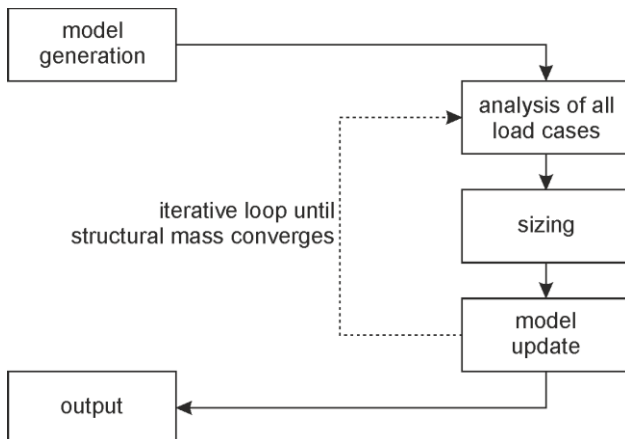 model
generation
analysis of all
load cases
iterative loop until
structural mass converges
sizing
model
update
output